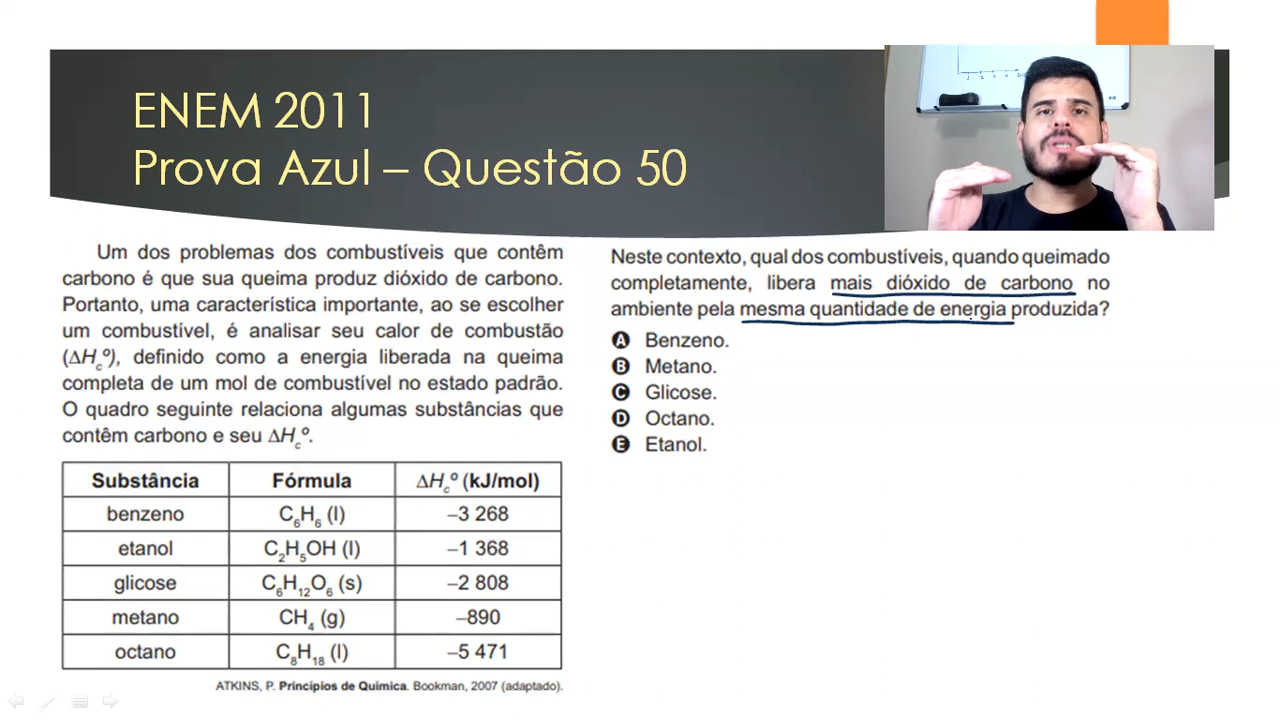 ENEM 2011
Prova Azul – Questão 50
Um dos problemas dos combustíveis que contêm
carbono é que sua queima produz dióxido de carbono.
Portanto, uma característica importante, ao se escolher
um combustível, é analisar seu calor de combustão
(ΔHcº), definido como a energia liberada na queima
completa de um mol de combustível no estado padrão.
O quadro seguinte relaciona algumas substâncias que
contêm carbono e seu ΔHcº.
Substância Fórmula ΔHcº (kJ/mol)
benzeno C6H6 (l) –3 268
etanol C2H5OH (l) –1 368
glicose C6H12O6 (s) –2 808
metano CH4 (g) –890
octano C8H18 (l) –5 471
ATKINS, P. Princípios de Química. Bookman, 2007 (adaptado).
Neste contexto, qual dos combustíveis, quando queimado
completamente, libera mais dióxido de carbono no
ambiente pela mesma quantidade de energia produzida?
A Benzeno.
B Metano.
C Glicose.
D Octano.
E Etanol.